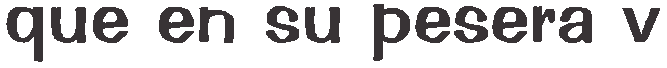 que en su pesera v